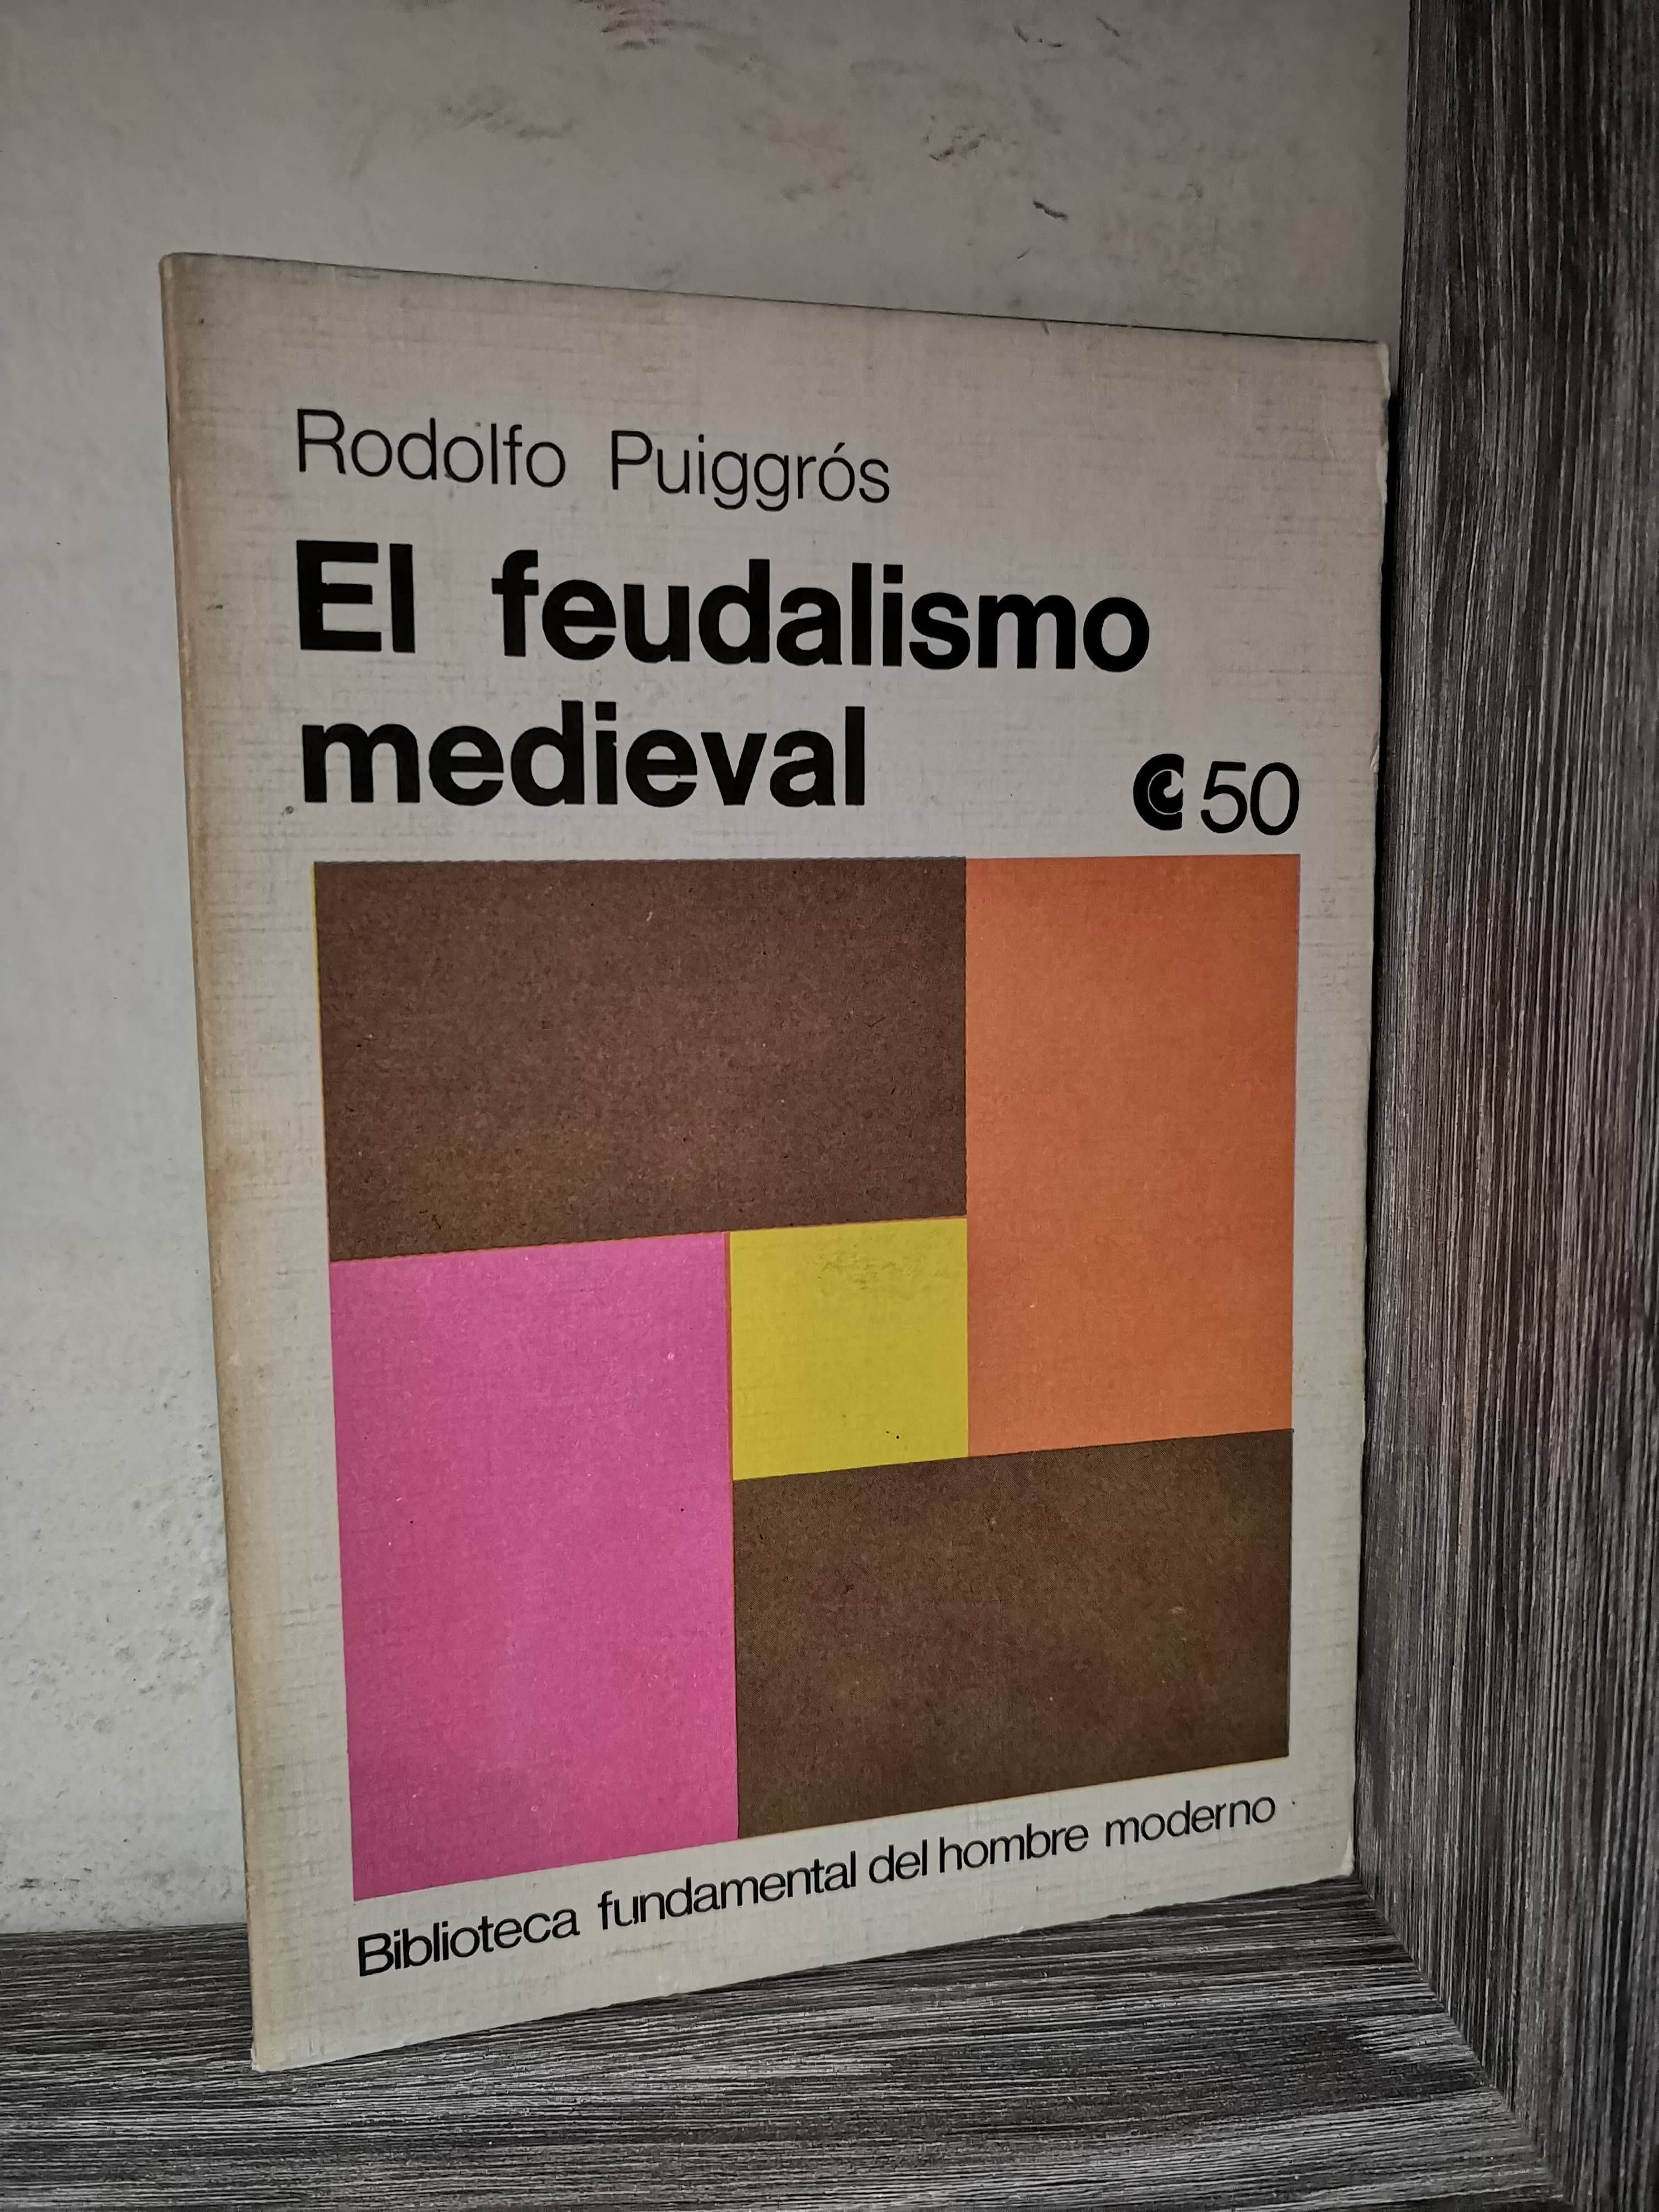 Rodolfo Puiggrós
El feudalismo
medieval
50
Biblioteca fundamental del hombre moderno